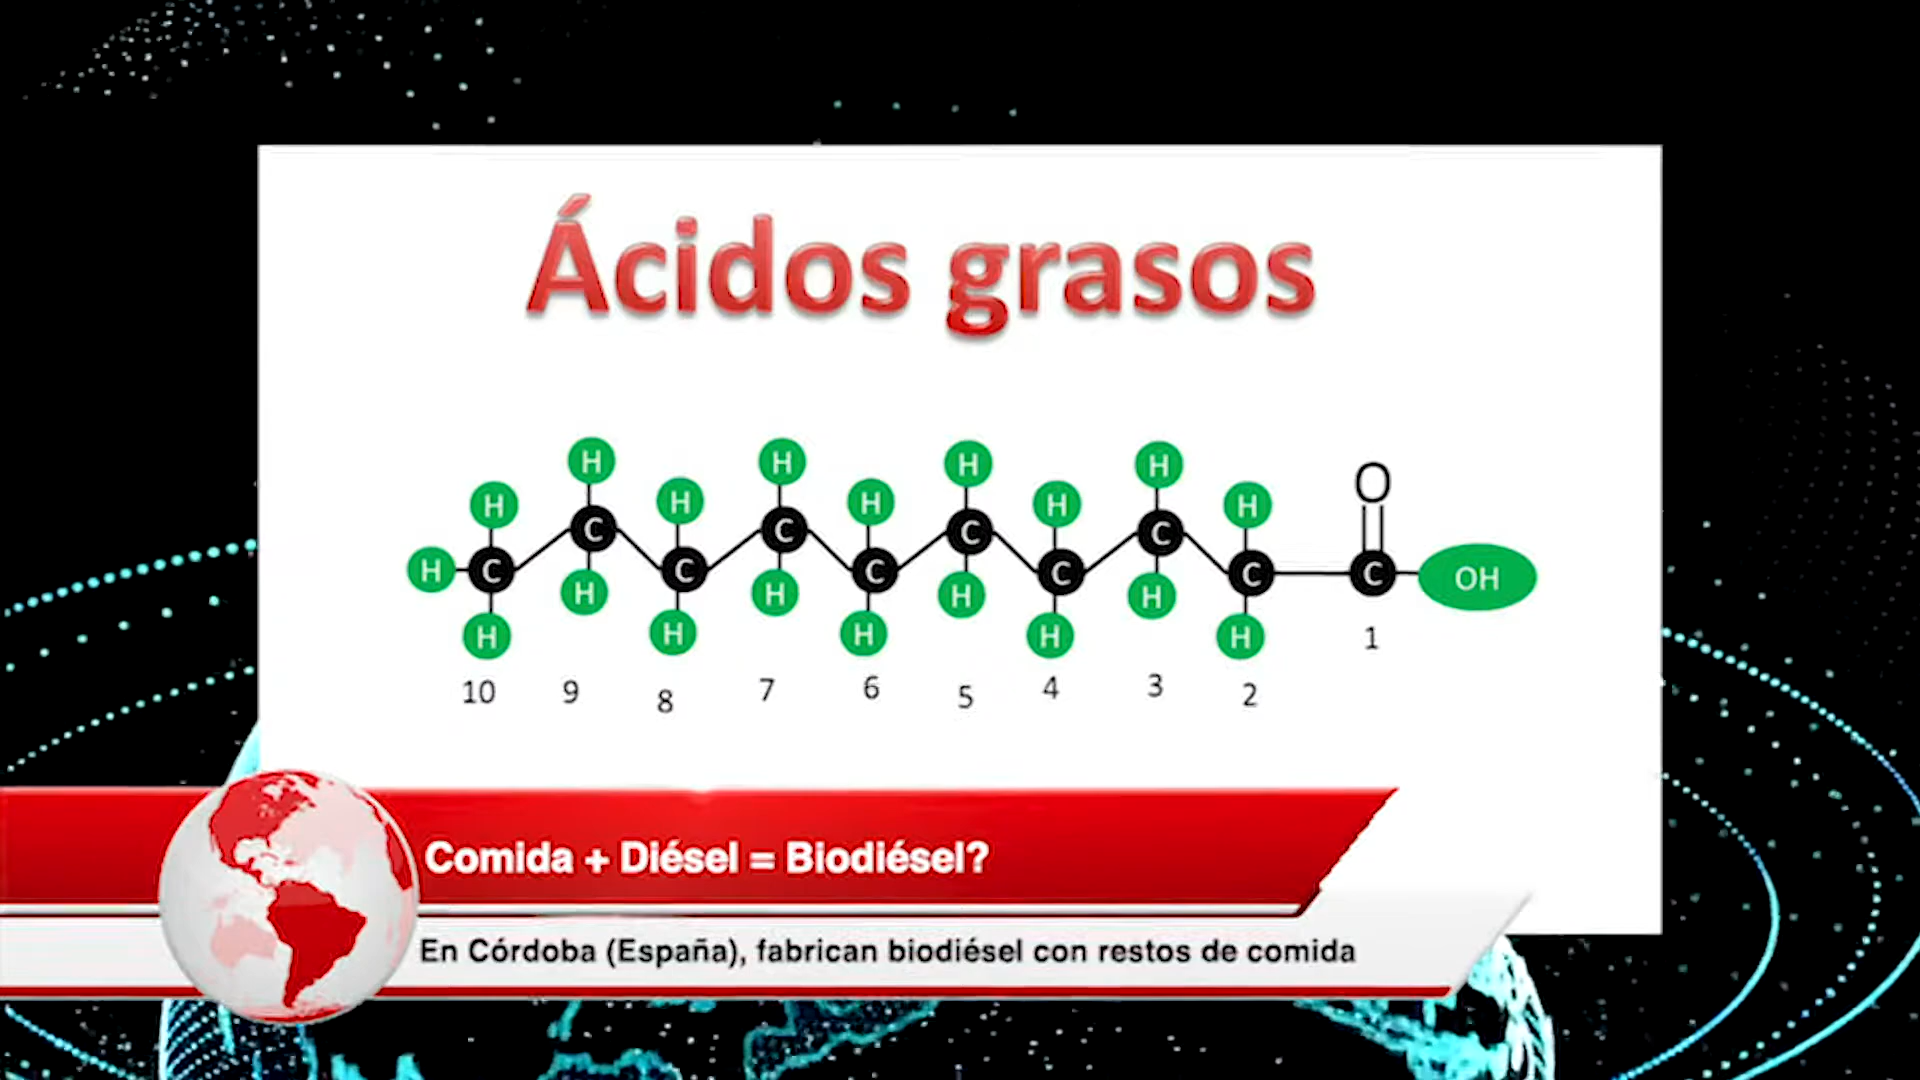 Ácidos grasos
H H H H H
H H H H O
C C C C
H C C C C C C OH
H H H H
H H H H H 1
10 9 8 7 6 5 4 3 2
Comida + Diésel = Biodiésel?
En Córdoba (España), fabrican biodiésel con restos de comida